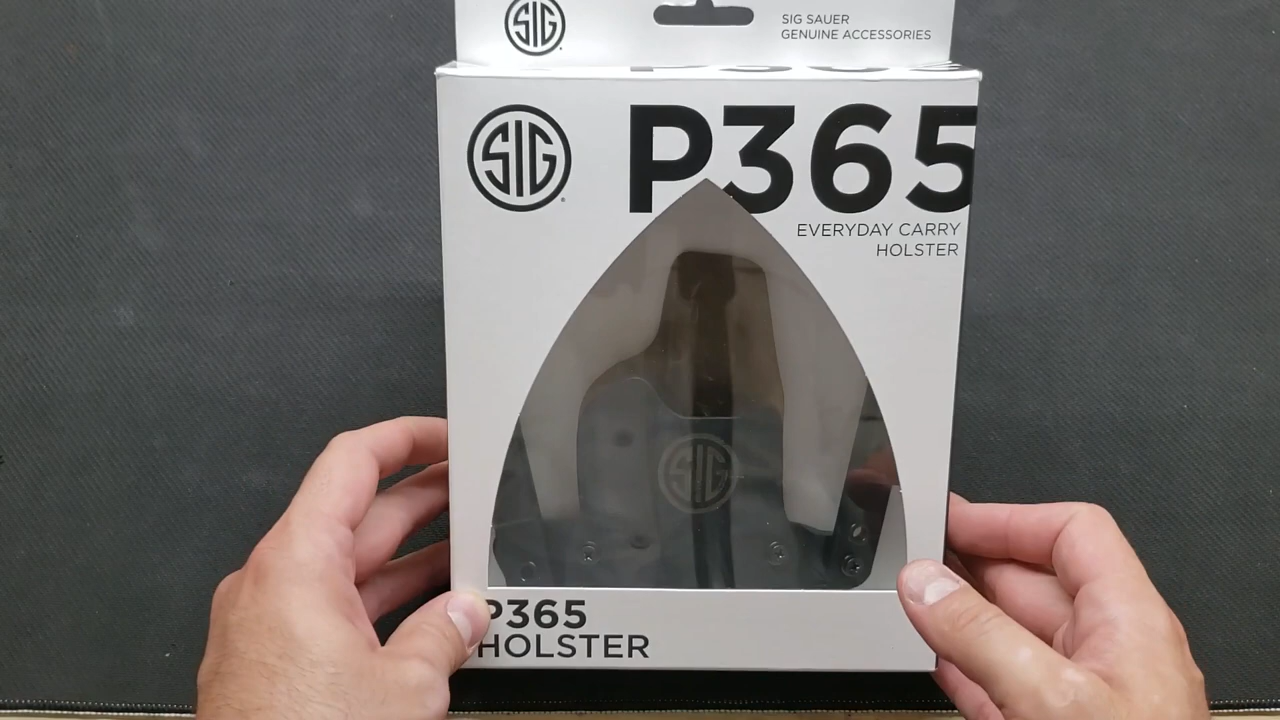 SIG
SIG SAUER
GENUINE ACCESSORIES
SIG
P365
EVERYDAY CARRY
HOLSTER
SIG
P365
HOLSTER